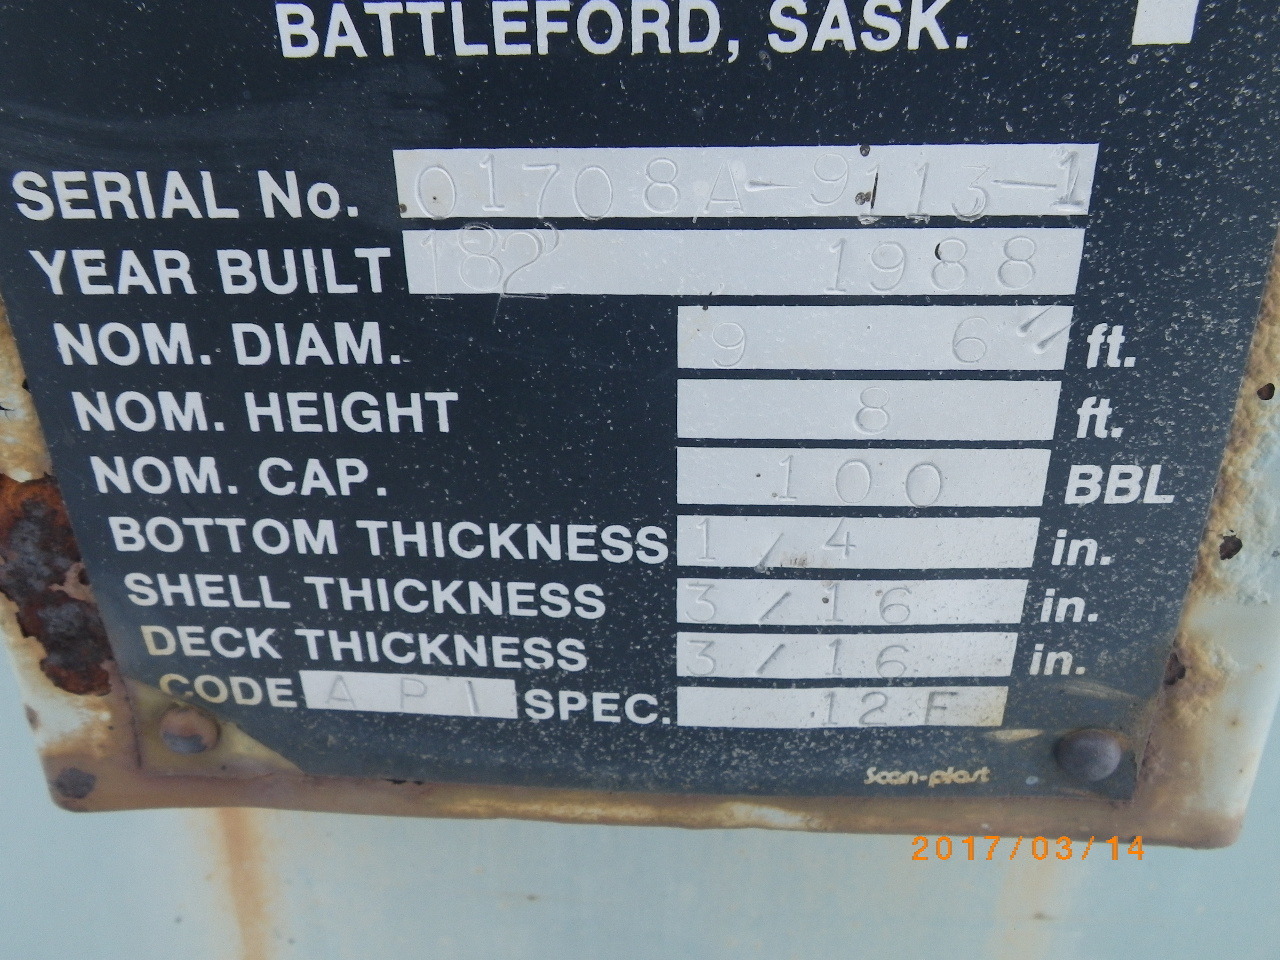 BATTLEFORD, SASK.
SERIAL No. 01708A-9113-1
YEAR BUILT 182 1988
NOM. DIAM. 9 6" ft.
NOM. HEIGHT 8 ft.
NOM. CAP. 100 BBL
BOTTOM THICKNESS 1/4 in.
SHELL THICKNESS 3/16 in.
DECK THICKNESS 3/16 in.
CODE API SPEC. 12F
Scan-plast
2017/03/14